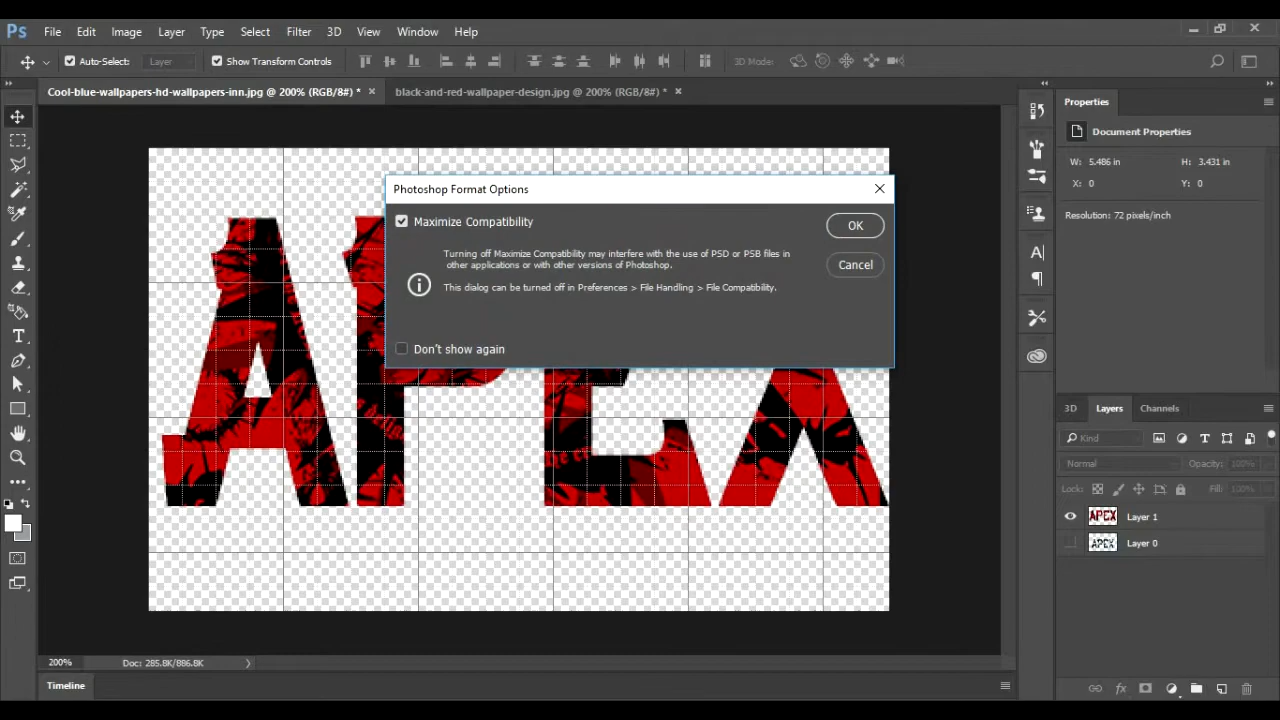 Ps File Edit Image Layer Type Select Filter 3D View Window Help
Auto-Select: Layer Show Transform Controls 3D Mode:
Cool-blue-wallpapers-hd-wallpapers-inn.jpg @ 200% (RGB/8#) * black-and-red-wallpaper-design.jpg @ 200% (RGB/8#) *
Properties
Document Properties
W: 5.486 in H: 3.431 in
X: 0 Y: 0
Resolution: 72 pixels/inch
Photoshop Format Options
Maximize Compatibility
OK
Turning off Maximize Compatibility may interfere with the use of PSD or PSB files in
other applications or with other versions of Photoshop.
Cancel
This dialog can be turned off in Preferences > File Handling > File Compatibility.
Don't show again
APEX
3D Layers Channels
Kind
Normal Opacity: 100%
Lock: Fill: 100%
APEX Layer 1
APEX Layer 0
200% Doc: 285.8K/886.8K
Timeline